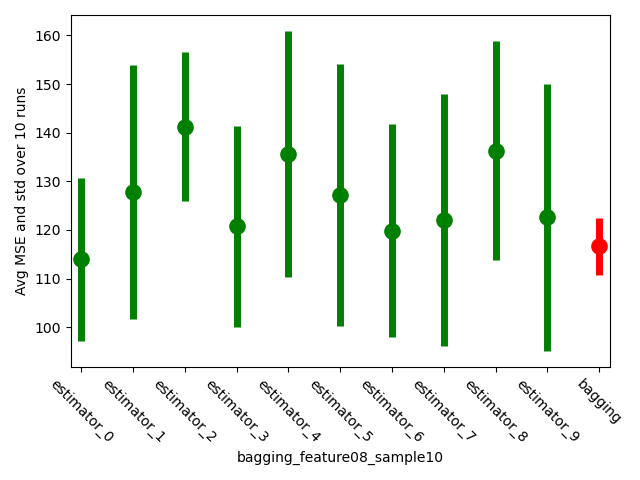 Avg MSE and std over 10 runs
160
150
140
130
120
110
100
estimator_0
estimator_1
estimator_2
estimator_3
estimator_4
estimator_5
estimator_6
estimator_7
estimator_8
estimator_9
bagging
bagging_feature08_sample10